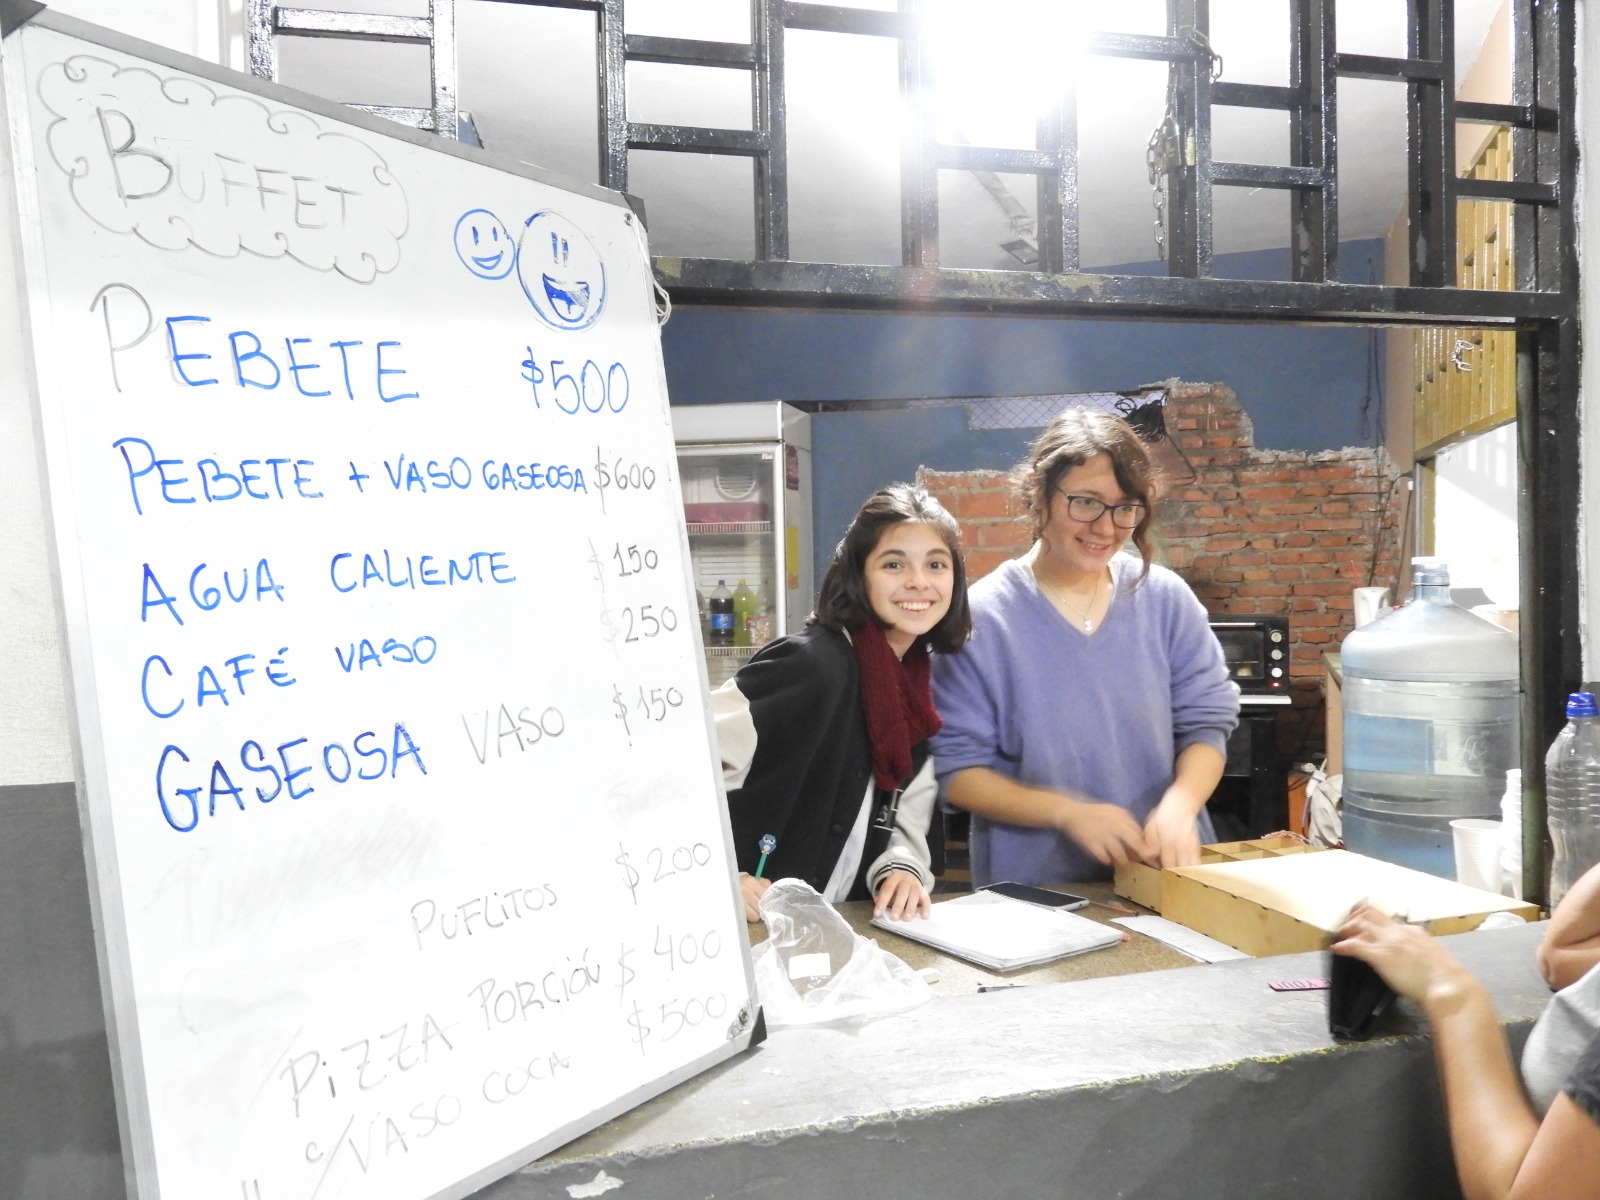 BUFFET
PEBETE $500
PEBETE + VASO GASEOSA $600
AGUA CALIENTE $150
CAFÉ VASO $250
GASEOSA VASO $150
PUFLiTOS $200
PiZZA PORCIÓN $400
c/VASO COCA $500